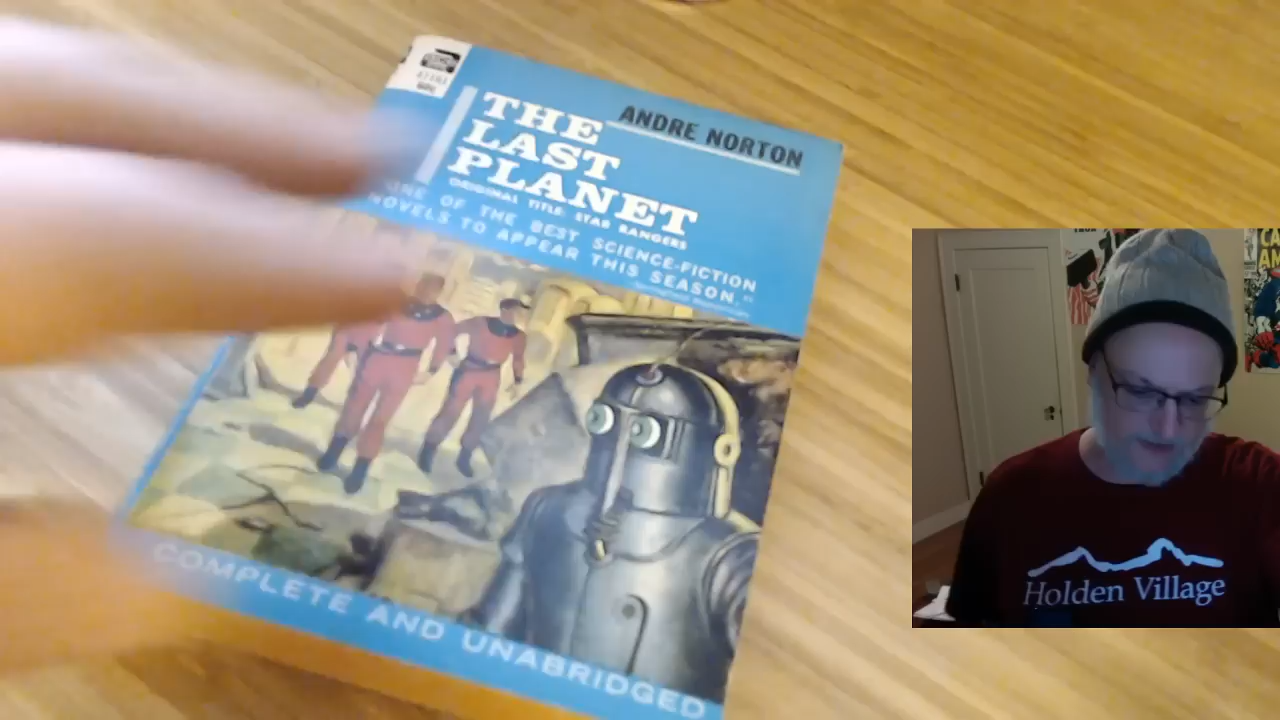 ANDRE NORTON
THE
LAST
PLANET
ORIGINAL TITLE: STAR RANGERS
ONE OF THE BEST SCIENCE-FICTION
NOVELS TO APPEAR THIS SEASON."
COMPLETE AND UNABRIDGED
Holden Village